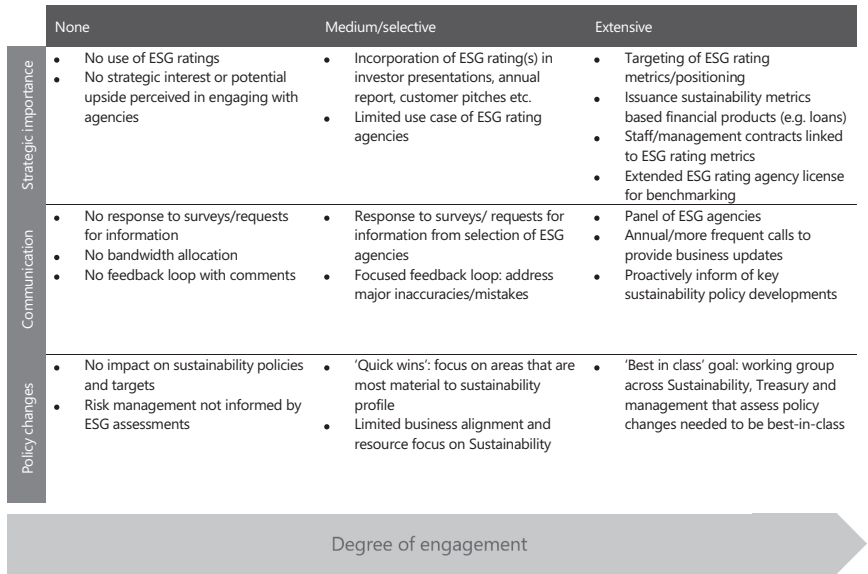 None
Medium/selective
Extensive
Strategic importance
• No use of ESG ratings
• No strategic interest or potential
upside perceived in engaging with
agencies
• Incorporation of ESG rating(s) in
investor presentations, annual
report, customer pitches etc.
• Limited use case of ESG rating
agencies
• Targeting of ESG rating
metrics/positioning
• Issuance sustainability metrics
based financial products (e.g. loans)
• Staff/management contracts linked
to ESG rating metrics
• Extended ESG rating agency license
for benchmarking
Communication
• No response to surveys/requests
for information
• No bandwidth allocation
• No feedback loop with comments
• Response to surveys/ requests for
information from selection of ESG
agencies
• Focused feedback loop: address
major inaccuracies/mistakes
• Panel of ESG agencies
• Annual/more frequent calls to
provide business updates
• Proactively inform of key
sustainability policy developments
Policy changes
• No impact on sustainability policies
and targets
• Risk management not informed by
ESG assessments
• ‘Quick wins’: focus on areas that are
most material to sustainability
profile
• Limited business alignment and
resource focus on Sustainability
• ‘Best in class’ goal: working group
across Sustainability, Treasury and
management that assess policy
changes needed to be best-in-class
Degree of engagement